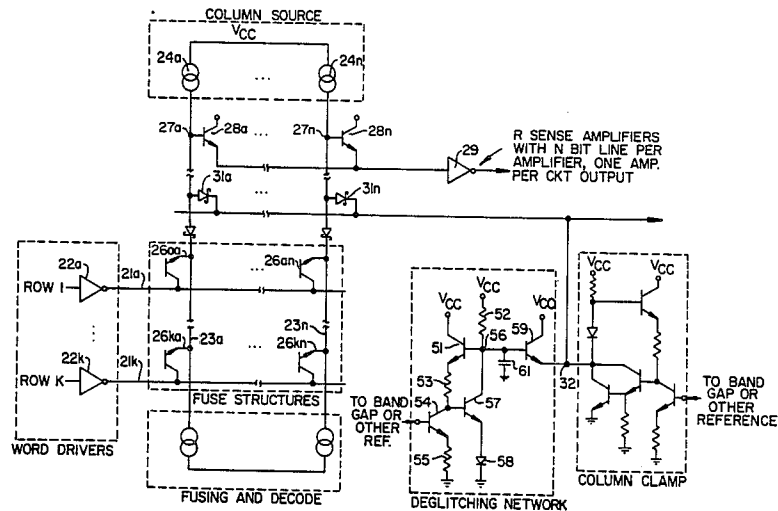 COLUMN SOURCE
VCC
24a
24n
...
27a
28a
...
27n
28n
29
R SENSE AMPLIFIERS
WITH N BIT LINE PER
AMPLIFIER, ONE AMP.
PER CKT OUTPUT
...
31a
31n
...
22a
21a
26aa
26an
ROW 1
...
VCC
VCC
VCC
VCC
VCC
52
59
56
51
23n
26ka
23a
26kn
22k
21k
53
61
32
ROW K
...
FUSE STRUCTURES
54
57
TO BAND
GAP OR
OTHER
REF.
TO BAND
GAP OR
OTHER
REFERENCE
WORD DRIVERS
55
58
...
FUSING AND DECODE
DEGLITCHING NETWORK
COLUMN CLAMP